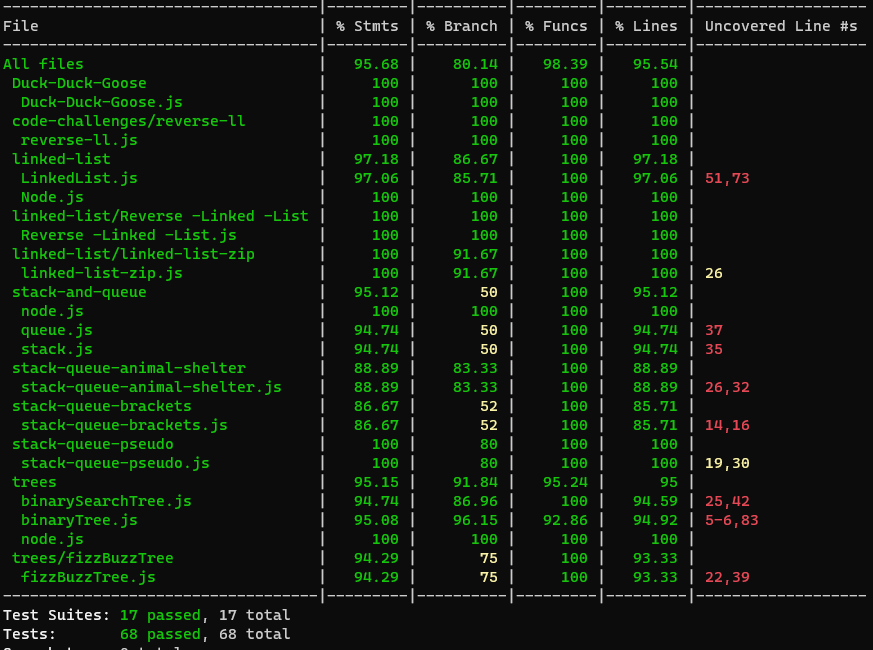 ---------------------------------|---------|----------|---------|---------|-------------------
File                             | % Stmts | % Branch | % Funcs | % Lines | Uncovered Line #s
---------------------------------|---------|----------|---------|---------|-------------------
All files                        |   95.68 |    80.14 |   98.39 |   95.54 |
 Duck-Duck-Goose                 |     100 |      100 |     100 |     100 |
  Duck-Duck-Goose.js             |     100 |      100 |     100 |     100 |
 code-challenges/reverse-ll      |     100 |      100 |     100 |     100 |
  reverse-ll.js                  |     100 |      100 |     100 |     100 |
 linked-list                     |   97.18 |    86.67 |     100 |   97.18 |
  LinkedList.js                  |   97.06 |    85.71 |     100 |   97.06 | 51,73
  Node.js                        |     100 |      100 |     100 |     100 |
 linked-list/Reverse -Linked -List |     100 |      100 |     100 |     100 |
  Reverse -Linked -List.js       |     100 |      100 |     100 |     100 |
 linked-list/linked-list-zip     |     100 |    91.67 |     100 |     100 |
  linked-list-zip.js             |     100 |    91.67 |     100 |     100 | 26
 stack-and-queue                 |   95.12 |       50 |     100 |   95.12 |
  node.js                        |     100 |      100 |     100 |     100 |
  queue.js                       |   94.74 |       50 |     100 |   94.74 | 37
  stack.js                       |   94.74 |       50 |     100 |   94.74 | 35
 stack-queue-animal-shelter      |   88.89 |    83.33 |     100 |   88.89 |
  stack-queue-animal-shelter.js  |   88.89 |    83.33 |     100 |   88.89 | 26,32
 stack-queue-brackets            |   86.67 |       52 |     100 |   85.71 |
  stack-queue-brackets.js        |   86.67 |       52 |     100 |   85.71 | 14,16
 stack-queue-pseudo              |     100 |       80 |     100 |     100 |
  stack-queue-pseudo.js          |     100 |       80 |     100 |     100 | 19,30
 trees                           |   95.15 |    91.84 |   95.24 |      95 |
  binarySearchTree.js            |   94.74 |    86.96 |     100 |   94.59 | 25,42
  binaryTree.js                  |   95.08 |    96.15 |   92.86 |   94.92 | 5-6,83
  node.js                        |     100 |      100 |     100 |     100 |
 trees/fizzBuzzTree              |   94.29 |       75 |     100 |   93.33 |
  fizzBuzzTree.js                |   94.29 |       75 |     100 |   93.33 | 22,39
---------------------------------|---------|----------|---------|---------|-------------------
Test Suites: 17 passed, 17 total
Tests:       68 passed, 68 total